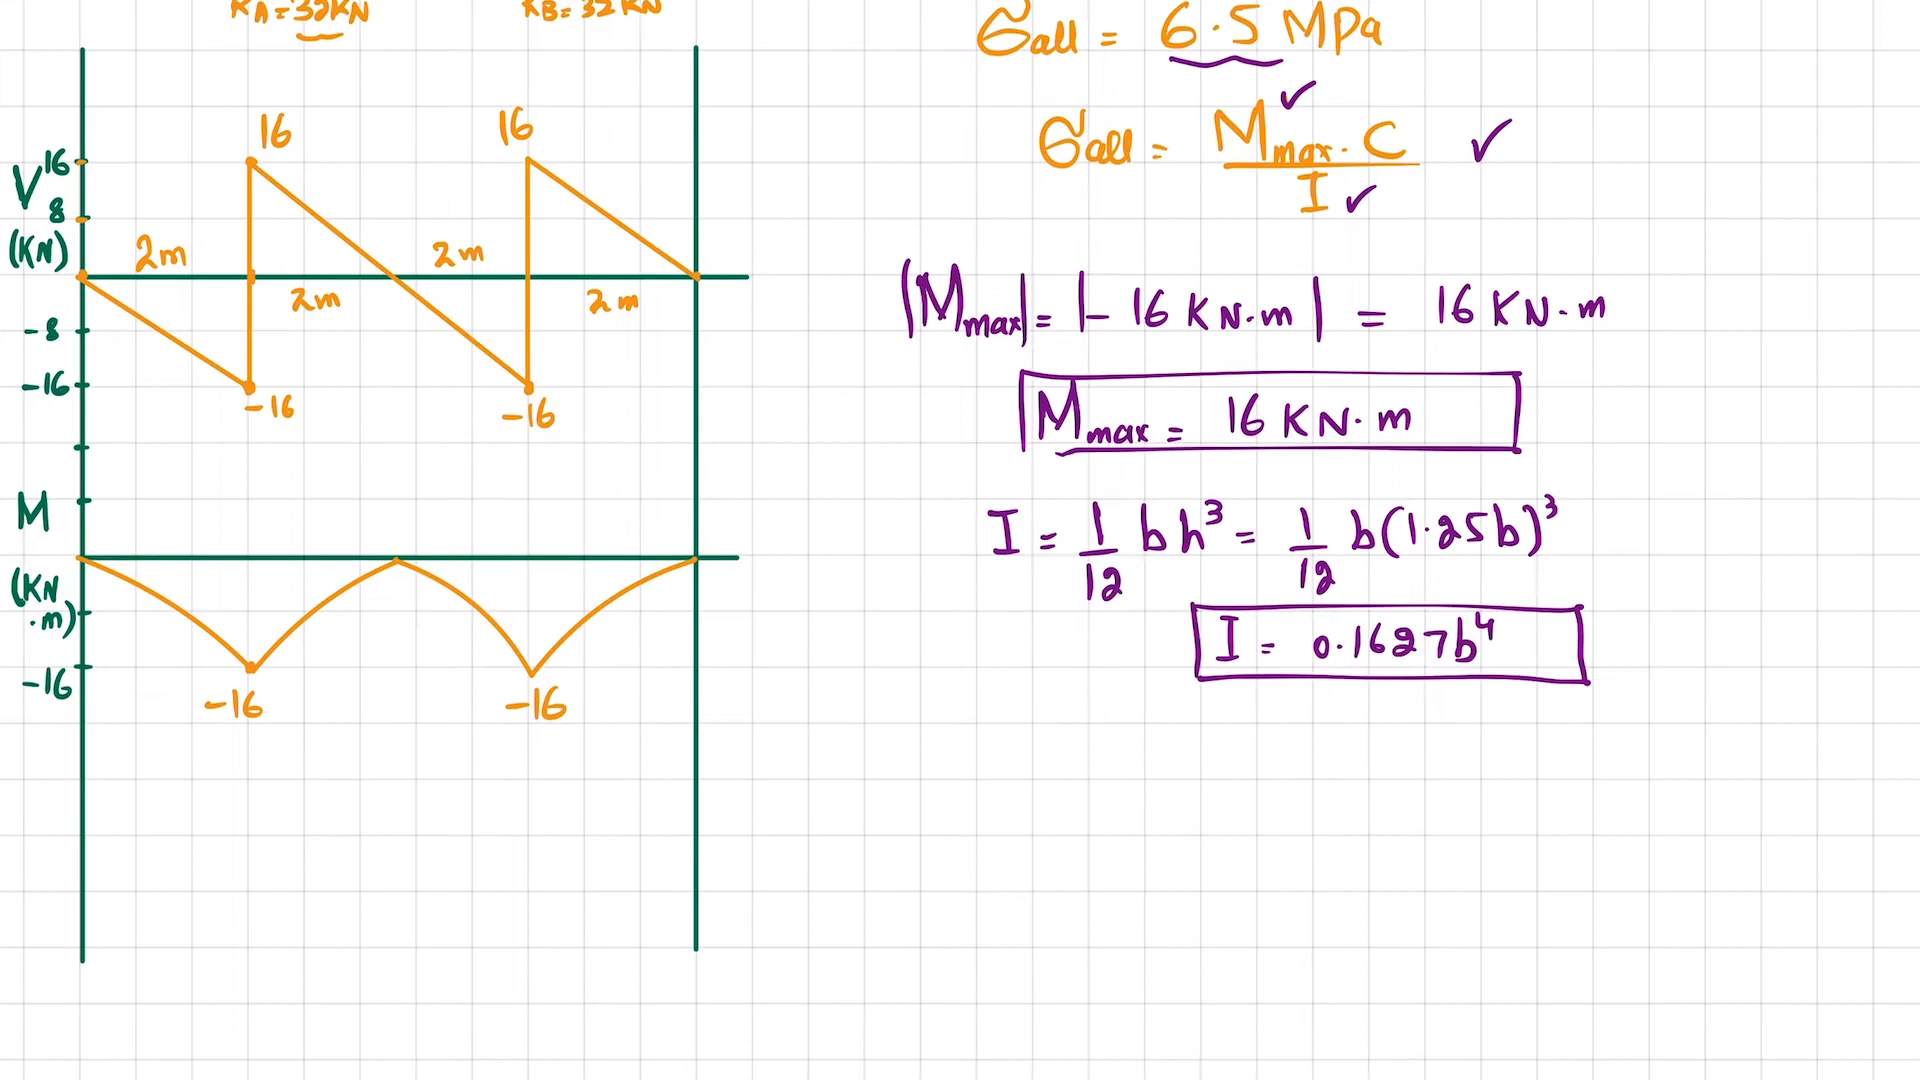 RA = 32KN
RB = 32KN
16
16
V
(KN)
16
8
-8
-16
2m
2m
2m
2m
-16
-16
M
(KN
.m)
-16
-16
-16
σall = 6.5 MPa
σall = Mmax. C / I
|Mmax| = |- 16 KN.m| = 16 KN.m
Mmax = 16 KN.m
I = 1/12 bh³ = 1/12 b(1.25b)³
I = 0.1627b⁴